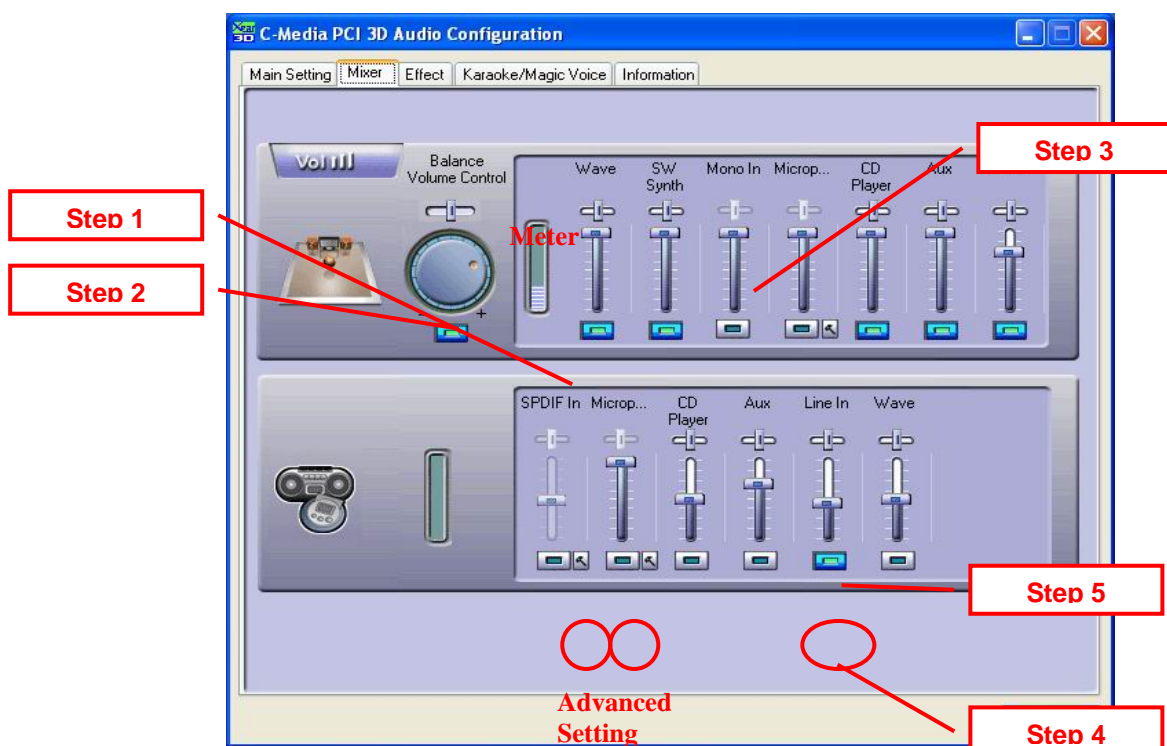 Xear
3D C-Media PCI 3D Audio Configuration
Main Setting Mixer Effect Karaoke/Magic Voice Information
Step 3
Vol
Balance
Volume Control
Wave SW Synth Mono In Microp... CD Player Aux
Step 1
Meter
Step 2
- +
SPDIF In Microp... CD Player Aux Line In Wave
Step 5
Advanced
Setting
Step 4